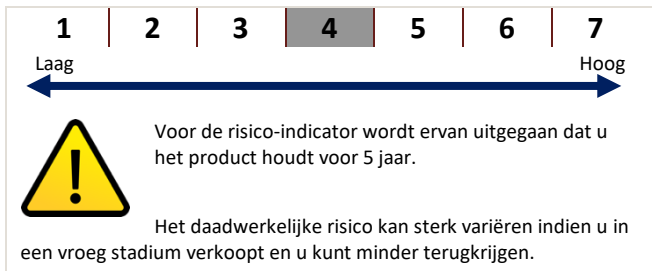 1 2 3 4 5 6 7
Laag Hoog
Voor de risico-indicator wordt ervan uitgegaan dat u
het product houdt voor 5 jaar.
Het daadwerkelijke risico kan sterk variëren indien u in
een vroeg stadium verkoopt en u kunt minder terugkrijgen.